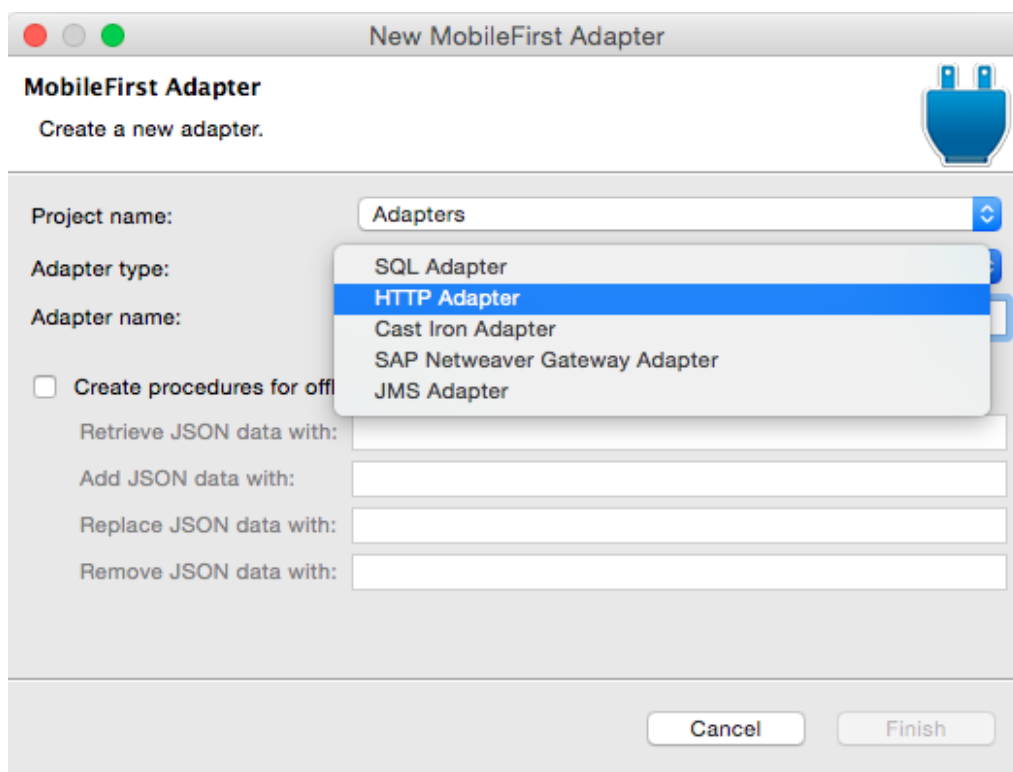 New MobileFirst Adapter
MobileFirst Adapter
Create a new adapter.
Project name: Adapters
Adapter type:
SQL Adapter
HTTP Adapter
Adapter name:
Cast Iron Adapter
SAP Netweaver Gateway Adapter
Create procedures for offl
JMS Adapter
Retrieve JSON data with:
Add JSON data with:
Replace JSON data with:
Remove JSON data with:
Cancel Finish